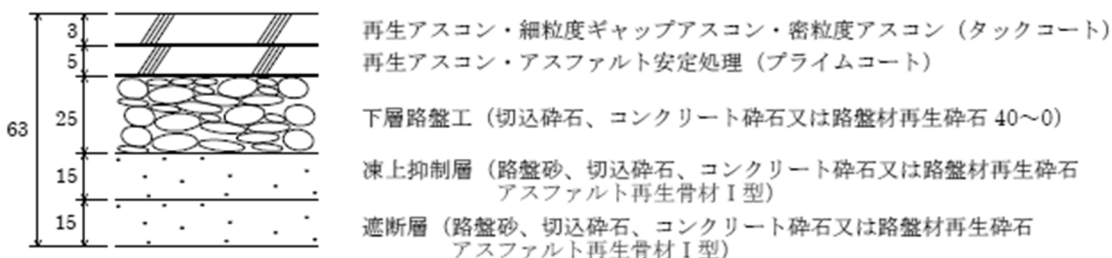 3
再生アスコン・細粒度ギャップアスコン・密粒度アスコン（タックコート）
5
再生アスコン・アスファルト安定処理（プライムコート）
63
25
下層路盤工（切込砕石、コンクリート砕石又は路盤材再生砕石 40～0）
15
凍上抑制層（路盤砂、切込砕石、コンクリート砕石又は路盤材再生砕石
アスファルト再生骨材Ⅰ型）
15
遮断層（路盤砂、切込砕石、コンクリート砕石又は路盤材再生砕石
アスファルト再生骨材Ⅰ型）